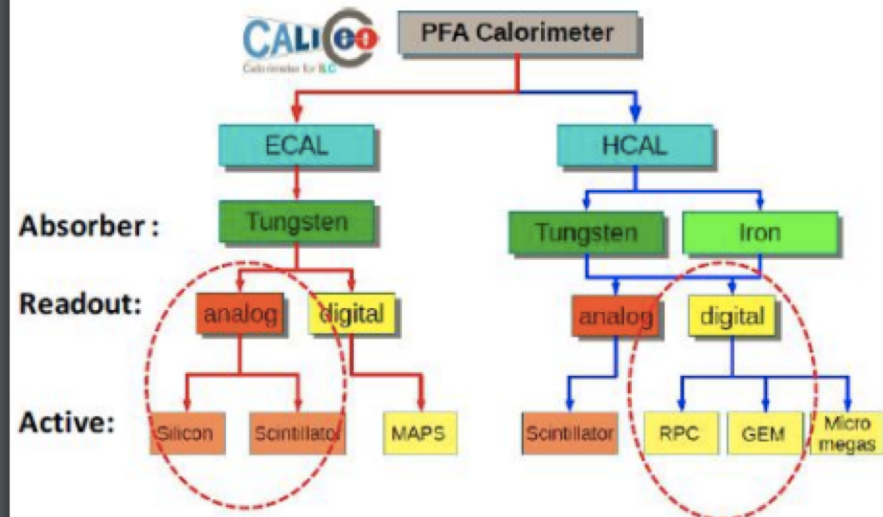 CALICO
Calorimeter for ILC
PFA Calorimeter
ECAL
HCAL
Absorber :
Tungsten
Tungsten
Iron
Readout:
analog
digital
analog
digital
Active:
Silicon
Scintillator
MAPS
Scintillator
RPC
GEM
Micro
megas